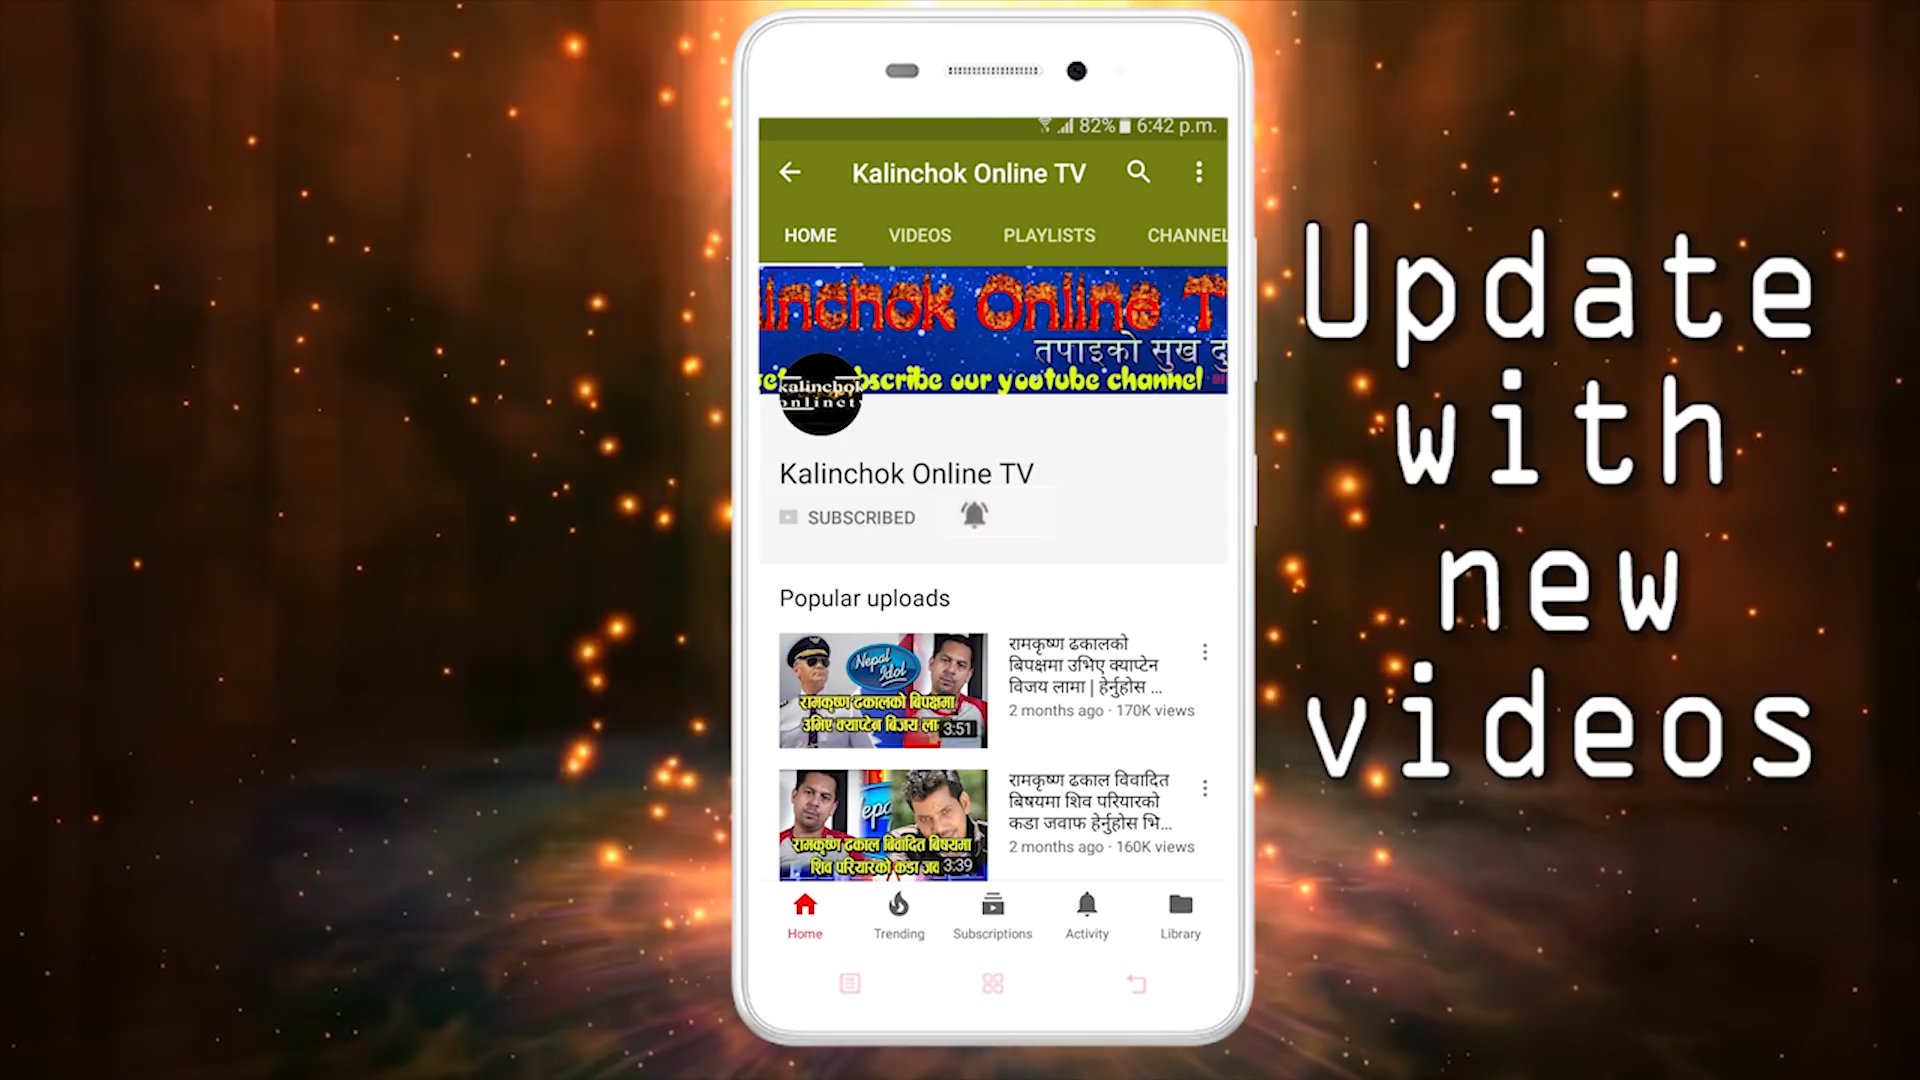 82% 6:42 p.m.
Kalinchok Online TV
HOME VIDEOS PLAYLISTS CHANNEL
inchok Online T
तपाइको सुख दु
bscribe our youtube channel
kalinchok
onlinetv
Kalinchok Online TV
SUBSCRIBED
Popular uploads
Nepal
Idol
रामकृष्ण ढकालको बिपक्षमा
उभिए क्याप्टेन बिजय ला
3:51
रामकृष्ण ढकालको
बिपक्षमा उभिए क्याप्टेन
विजय लामा | हेर्नुहोस ...
2 months ago · 170K views
रामकृष्ण ढकाल बिवादित बिषयमा
शिव परियारको कडा जव
3:39
रामकृष्ण ढकाल विवादित
बिषयमा शिव परियारको
कडा जवाफ हेर्नुहोस भि...
2 months ago · 160K views
Home Trending Subscriptions Activity Library
Update
with
new
videos